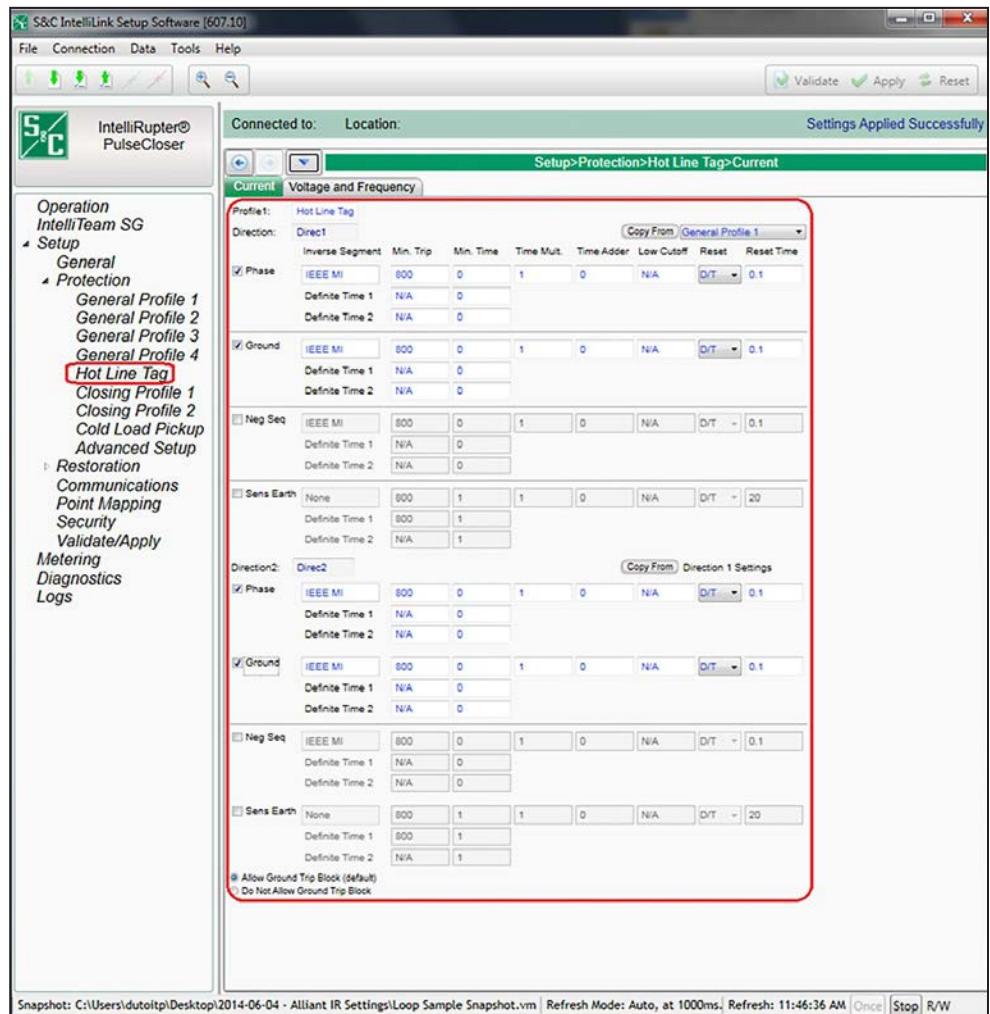 S&C IntelliLink Setup Software [607.10]
File Connection Data Tools Help
Validate Apply Reset
S&C
IntelliRupter®
PulseCloser
Connected to: Location: Settings Applied Successfully
Setup>Protection>Hot Line Tag>Current
Current Voltage and Frequency
Operation
IntelliTeam SG
Setup
General
Protection
General Profile 1
General Profile 2
General Profile 3
General Profile 4
Hot Line Tag
Closing Profile 1
Closing Profile 2
Cold Load Pickup
Advanced Setup
Restoration
Communications
Point Mapping
Security
Validate/Apply
Metering
Diagnostics
Logs
Profile1: Hot Line Tag
Direction: Direc1 Copy From General Profile 1
Inverse Segment Min. Trip Min. Time Time Mult. Time Adder Low Cutoff Reset Reset Time
Phase IEEE MI 800 0 1 0 N/A D/T 0.1
Definite Time 1 N/A 0
Definite Time 2 N/A 0
Ground IEEE MI 800 0 1 0 N/A D/T 0.1
Definite Time 1 N/A 0
Definite Time 2 N/A 0
Neg Seq IEEE MI 800 0 1 0 N/A D/T 0.1
Definite Time 1 N/A 0
Definite Time 2 N/A 0
Sens Earth None 800 1 1 0 N/A D/T 20
Definite Time 1 800 1
Definite Time 2 N/A 1
Direction2: Direc2 Copy From Direction 1 Settings
Phase IEEE MI 800 0 1 0 N/A D/T 0.1
Definite Time 1 N/A 0
Definite Time 2 N/A 0
Ground IEEE MI 800 0 1 0 N/A D/T 0.1
Definite Time 1 N/A 0
Definite Time 2 N/A 0
Neg Seq IEEE MI 800 0 1 0 N/A D/T 0.1
Definite Time 1 N/A 0
Definite Time 2 N/A 0
Sens Earth None 800 1 1 0 N/A D/T 20
Definite Time 1 800 1
Definite Time 2 N/A 1
Allow Ground Trip Block (default)
Do Not Allow Ground Trip Block
Snapshot: C:\Users\dutoitp\Desktop\2014-06-04 - Alliant IR Settings\Loop Sample Snapshot.vm Refresh Mode: Auto, at 1000ms. Refresh: 11:46:36 AM Once Stop R/W